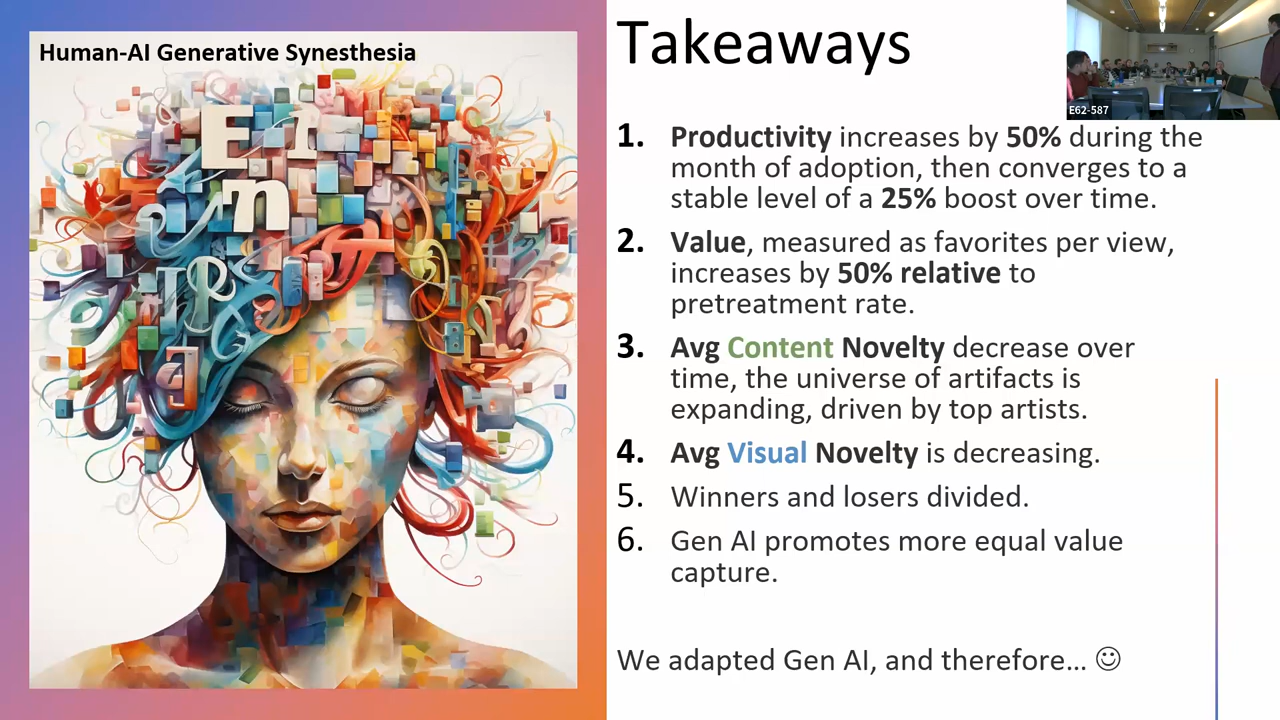 Human-AI Generative Synesthesia
Takeaways
E62-587
1. Productivity increases by 50% during the
month of adoption, then converges to a
stable level of a 25% boost over time.
2. Value, measured as favorites per view,
increases by 50% relative to
pretreatment rate.
3. Avg Content Novelty decrease over
time, the universe of artifacts is
expanding, driven by top artists.
4. Avg Visual Novelty is decreasing.
5. Winners and losers divided.
6. Gen AI promotes more equal value
capture.
We adapted Gen AI, and therefore... ☺